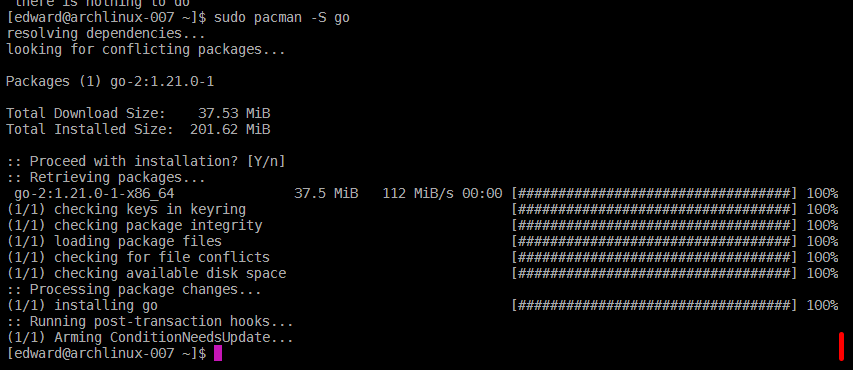 there is nothing to do
[edward@archlinux-007 ~]$ sudo pacman -S go
resolving dependencies...
looking for conflicting packages...
Packages (1) go-2:1.21.0-1
Total Download Size:    37.53 MiB
Total Installed Size:  201.62 MiB
:: Proceed with installation? [Y/n]
:: Retrieving packages...
 go-2:1.21.0-1-x86_64               37.5 MiB   112 MiB/s 00:00 [##################################] 100%
(1/1) checking keys in keyring                                 [##################################] 100%
(1/1) checking package integrity                               [##################################] 100%
(1/1) loading package files                                    [##################################] 100%
(1/1) checking for file conflicts                              [##################################] 100%
(1/1) checking available disk space                            [##################################] 100%
:: Processing package changes...
(1/1) installing go                                            [##################################] 100%
:: Running post-transaction hooks...
(1/1) Arming ConditionNeedsUpdate...
[edward@archlinux-007 ~]$